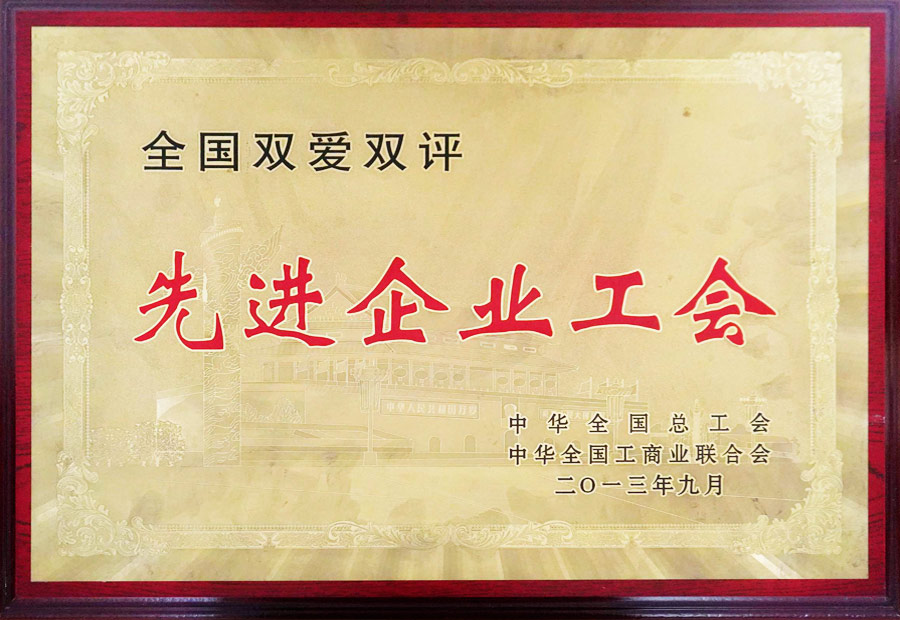 全国双爱双评
先进企业工会
中华全国总工会
中华全国工商业联合会
二〇一三年九月